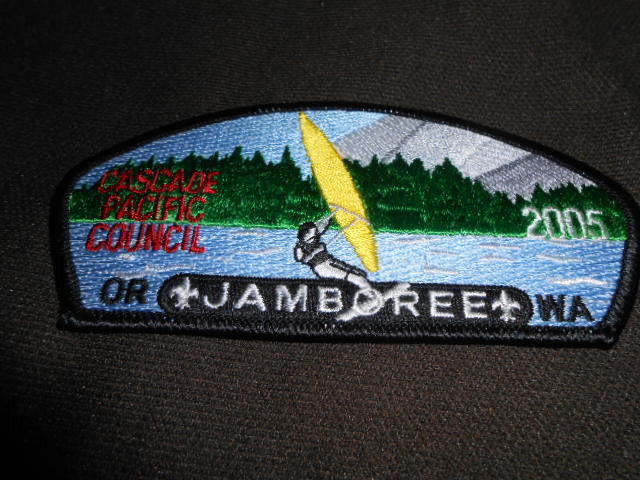 CASCADE
PACIFIC
COUNCIL
2005
OR JAMBOREE WA